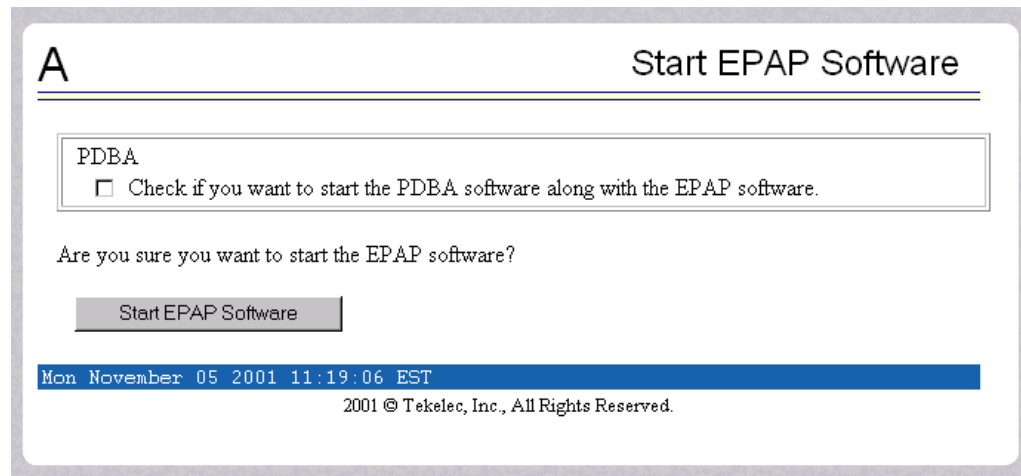 A
Start EPAP Software
PDBA
Check if you want to start the PDBA software along with the EPAP software.
Are you sure you want to start the EPAP software?
Start EPAP Software
Mon November 05 2001 11:19:06 EST
2001 © Tekelec, Inc., All Rights Reserved.